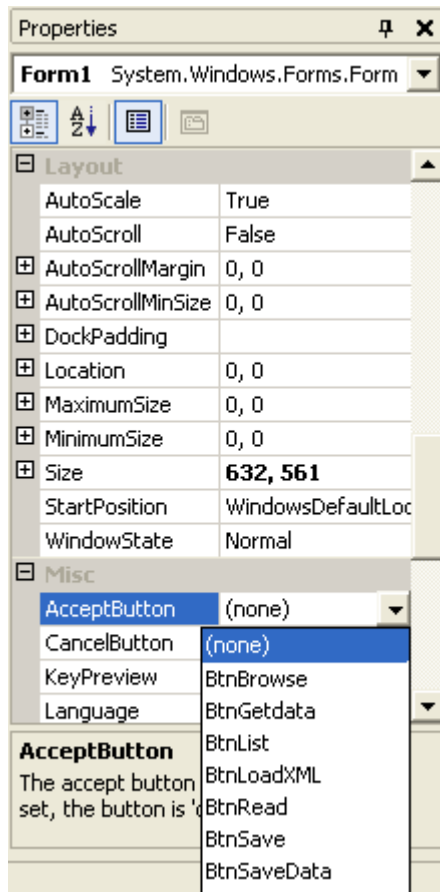 Properties
Form1 System.Windows.Forms.Form
Layout
AutoScale True
AutoScroll False
AutoScrollMargin 0, 0
AutoScrollMinSize 0, 0
DockPadding
Location 0, 0
MaximumSize 0, 0
MinimumSize 0, 0
Size 632, 561
StartPosition WindowsDefaultLoc
WindowState Normal
Misc
AcceptButton (none)
CancelButton (none)
KeyPreview BtnBrowse
Language BtnGetdata
BtnList
AcceptButton
The accept button BtnLoadXML
set, the button is 'c BtnRead
BtnSave
BtnSaveData